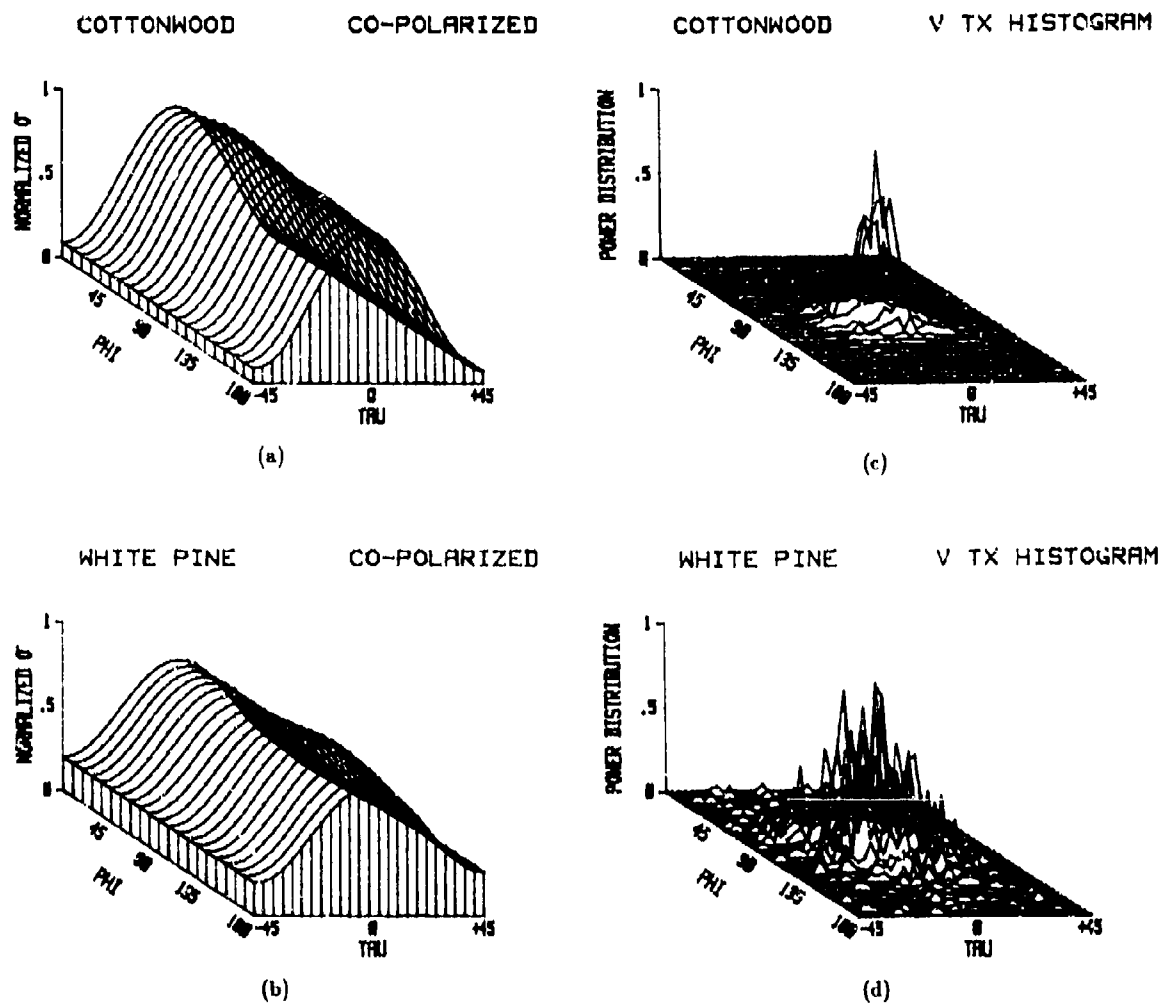 COTTONWOOD CO-POLARIZED
NORMALIZED σ
1
.5
0
45
90
135
180
PHI
-45 0 +45
TAU
(a)
COTTONWOOD V TX HISTOGRAM
POWER DISTRIBUTION
1
.5
0
45
90
135
180
PHI
-45 0 +45
TAU
(c)
WHITE PINE CO-POLARIZED
NORMALIZED σ
1
.5
0
45
90
135
180
PHI
-45 0 +45
TAU
(b)
WHITE PINE V TX HISTOGRAM
POWER DISTRIBUTION
1
.5
0
45
90
135
180
PHI
-45 0 +45
TAU
(d)